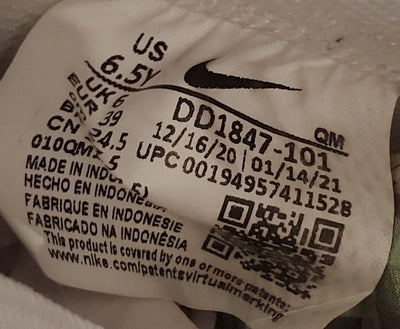 US
6.5Y
UK 6
EUR 39
CN 24.5
QM
DD1847-101
12/16/20 01/14/21
UPC 00194957411528
MADE IN
HECHO EN INDONESIA
FABRIQUE EN INDONESIE
FABRICADO NA INDONÉSIA
This product is covered by one or more patents
www.nike.com/patents